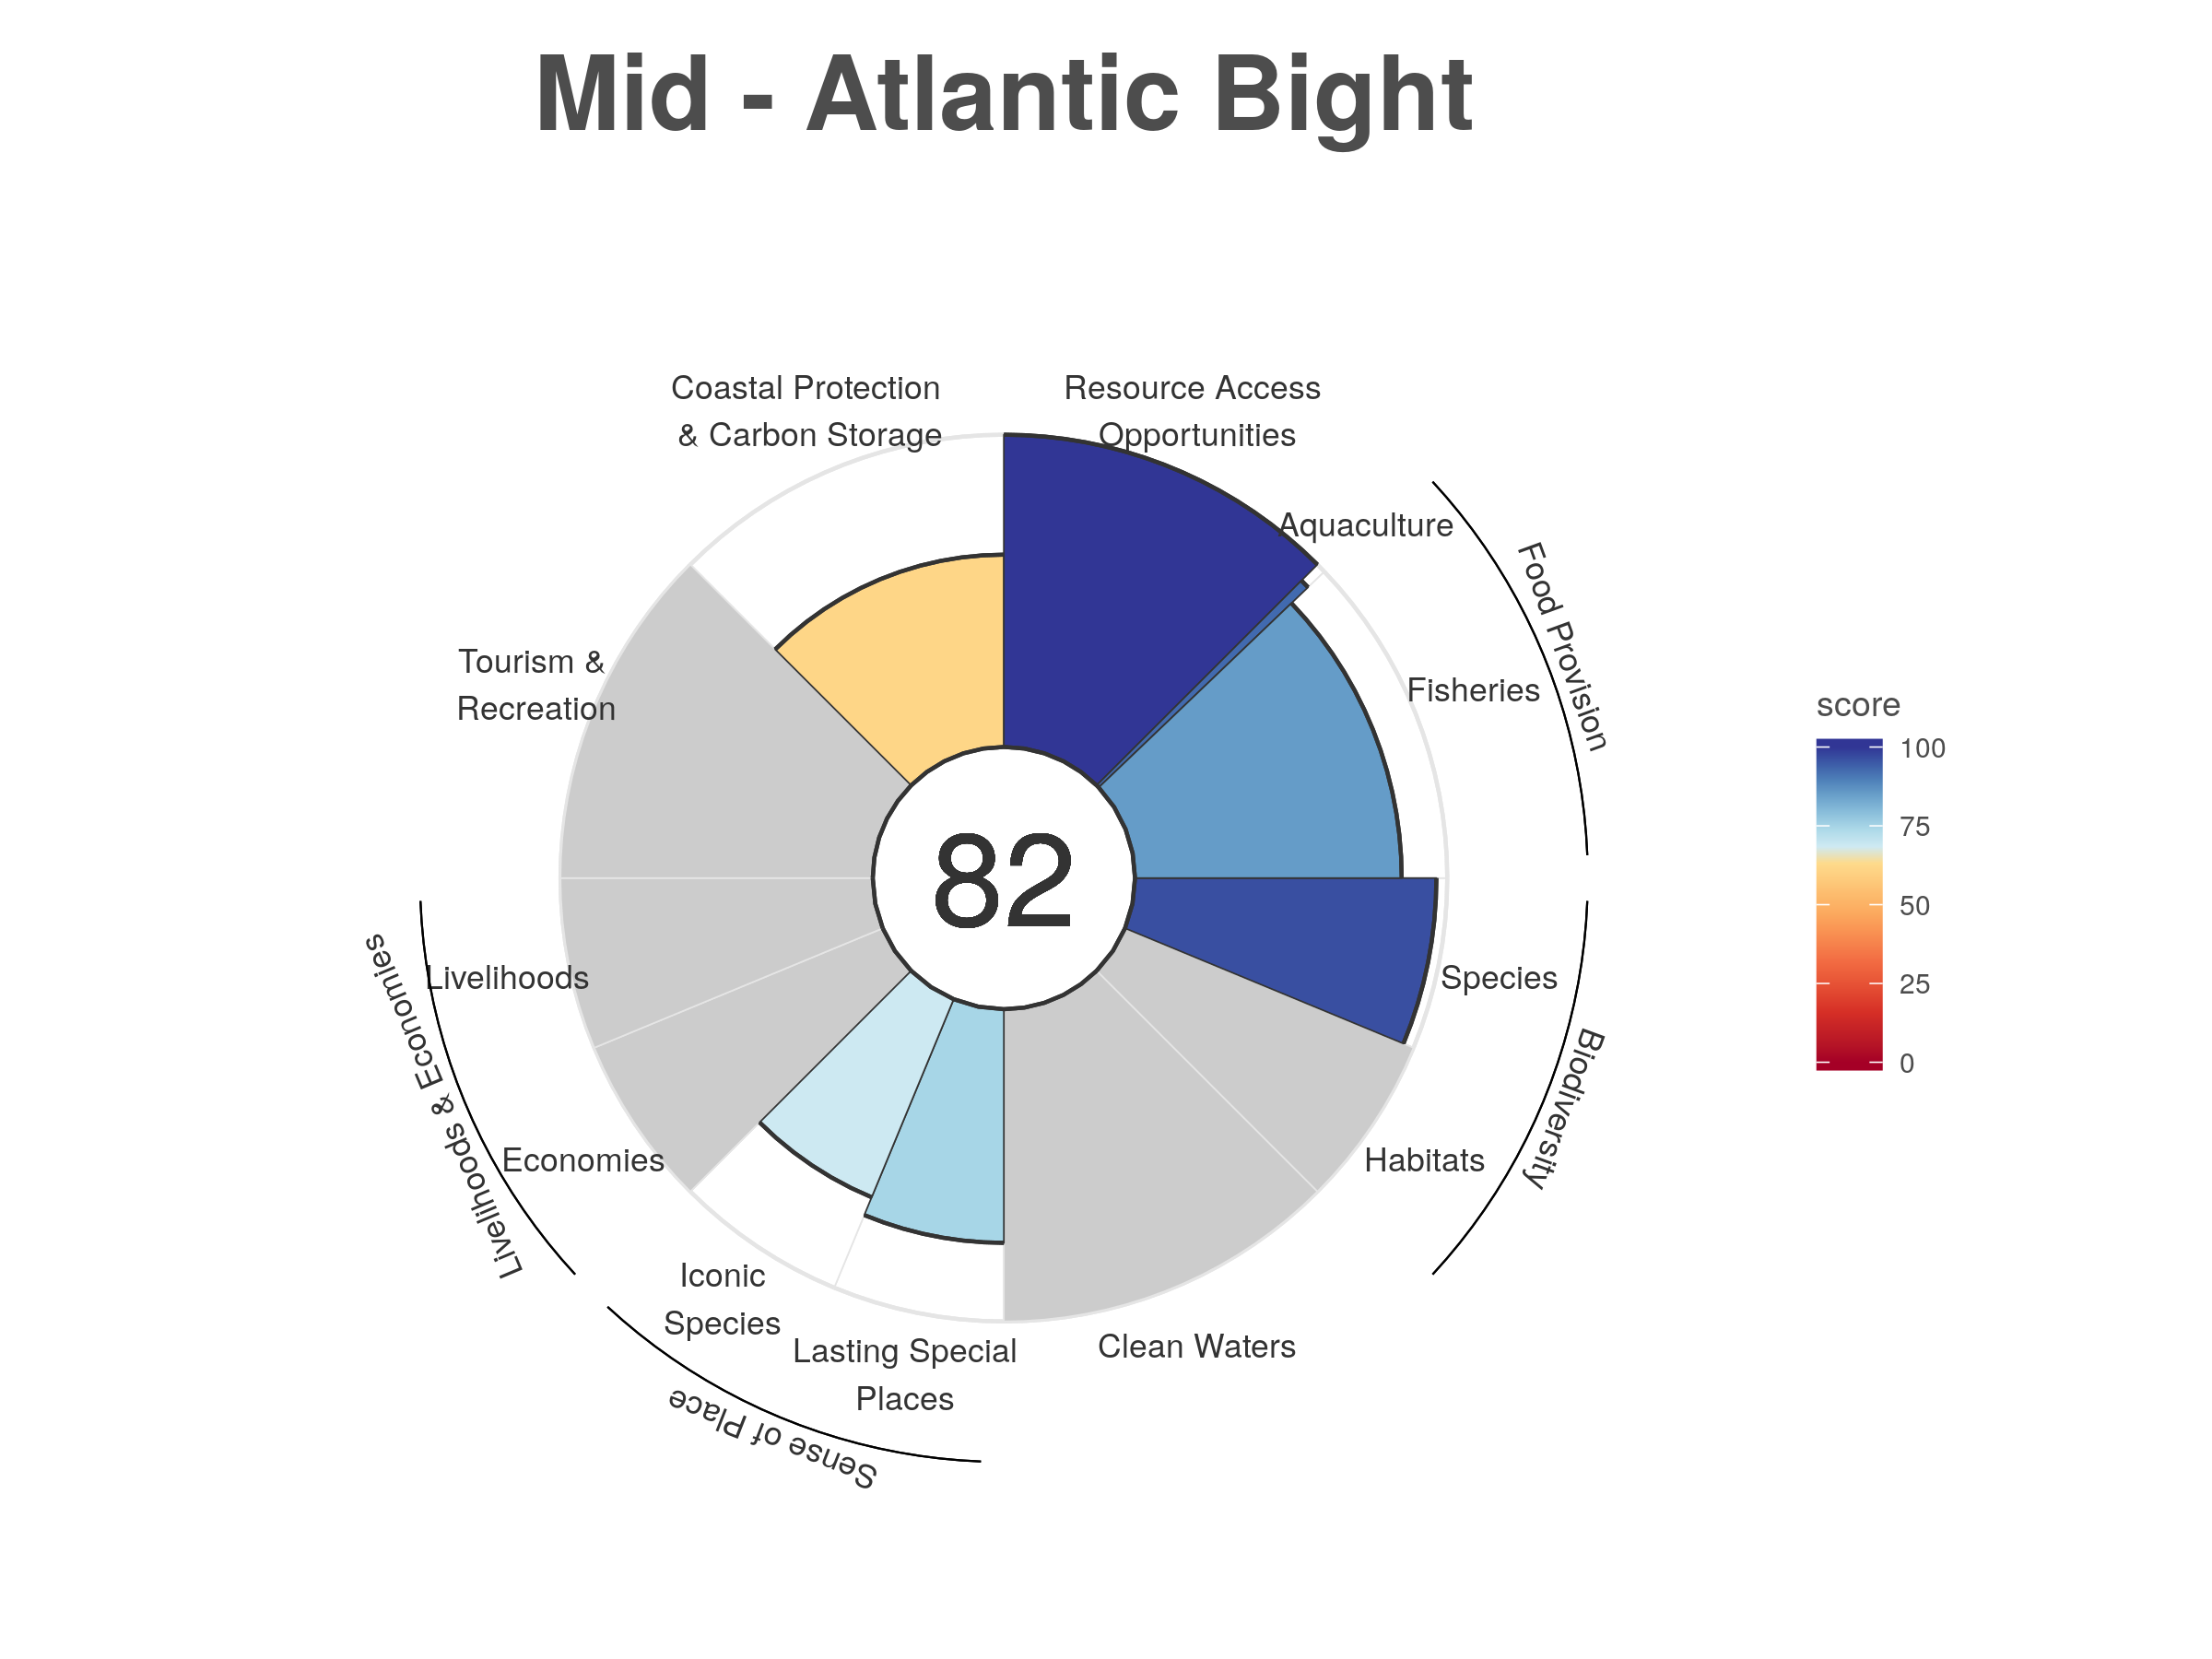 Mid - Atlantic Bight
Coastal Protection
& Carbon Storage
Resource Access
Opportunities
Aquaculture
Food Provision
Fisheries
Tourism &
Recreation
82
score
100
75
50
25
0
Livelihoods
Species
Livelihoods & Economies
Biodiversity
Economies
Habitats
Iconic
Species
Lasting Special
Places
Clean Waters
Sense of Place